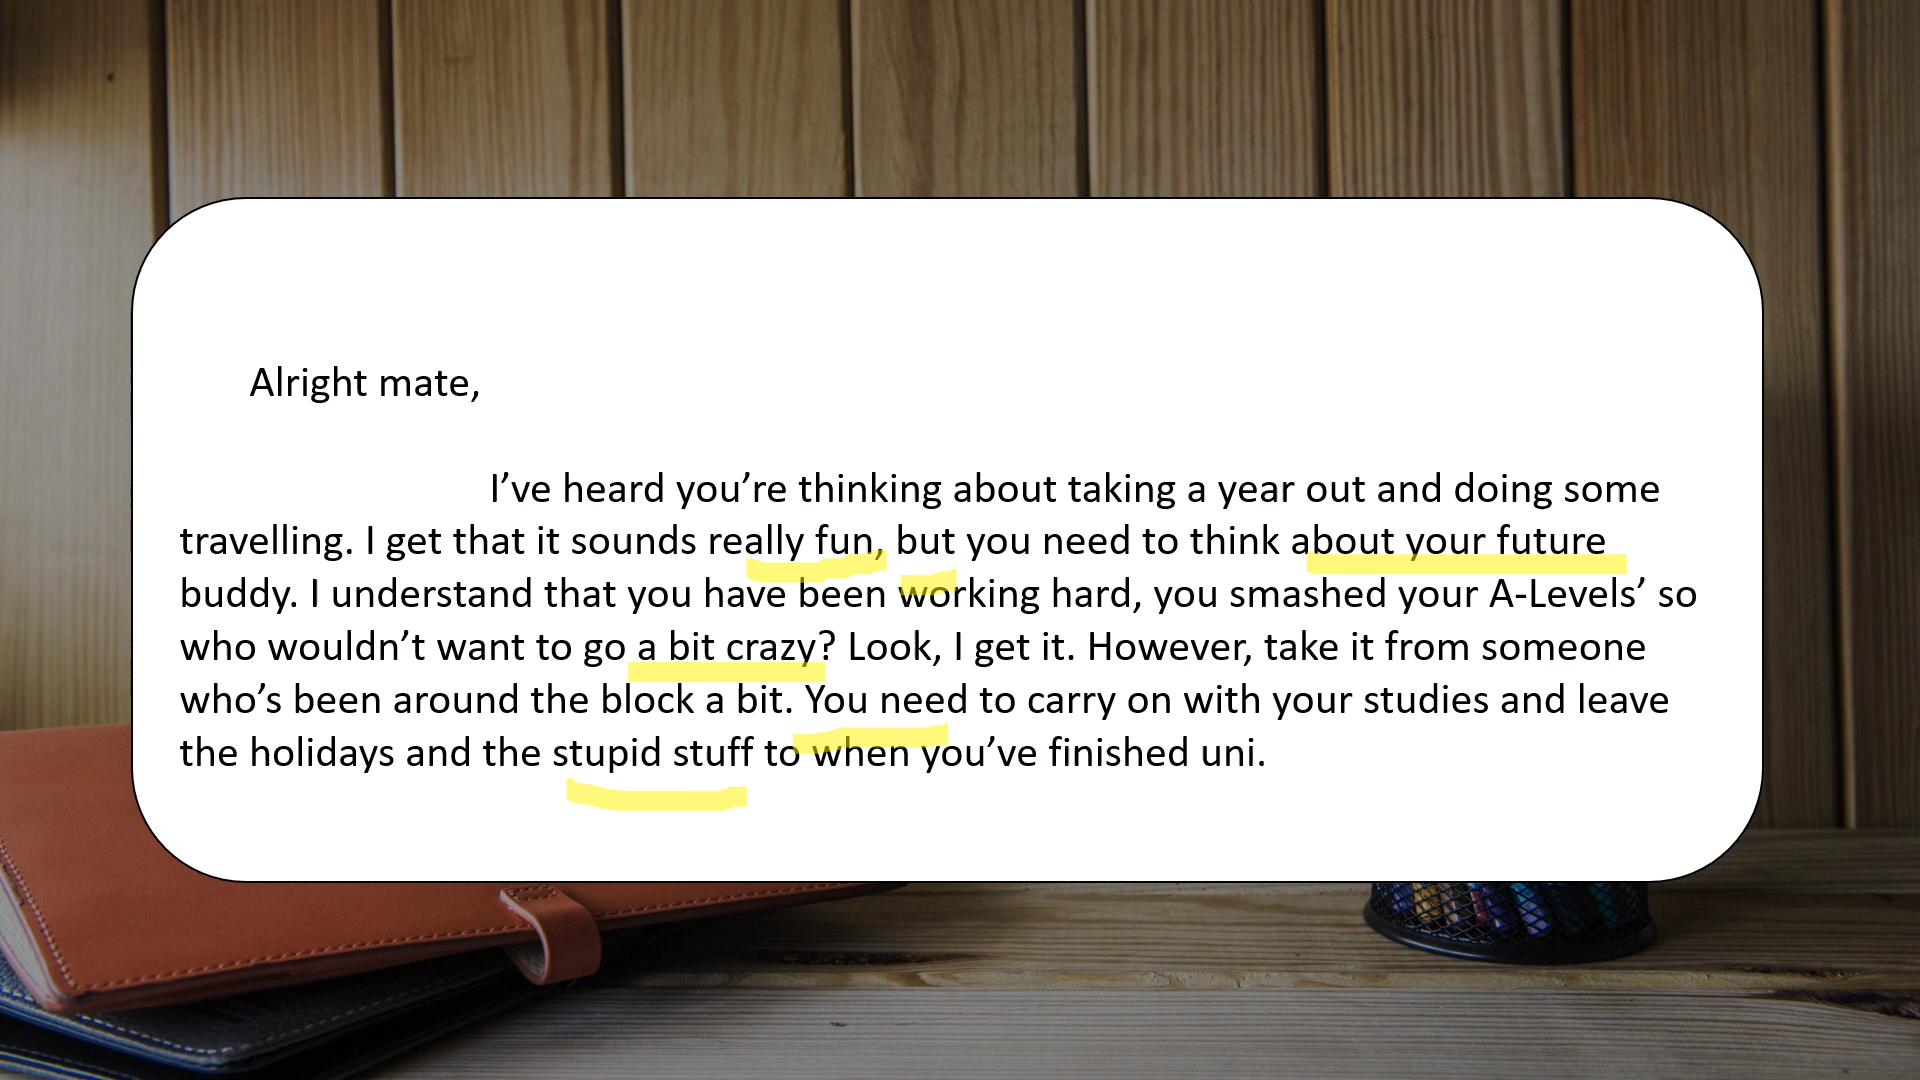 Alright mate,
I’ve heard you’re thinking about taking a year out and doing some
travelling. I get that it sounds really fun, but you need to think about your future
buddy. I understand that you have been working hard, you smashed your A-Levels’ so
who wouldn’t want to go a bit crazy? Look, I get it. However, take it from someone
who’s been around the block a bit. You need to carry on with your studies and leave
the holidays and the stupid stuff to when you’ve finished uni.